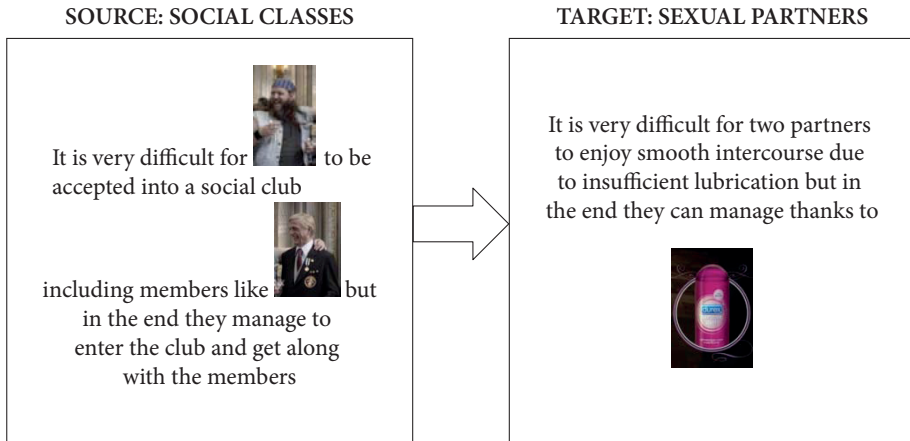 SOURCE: SOCIAL CLASSES
It is very difficult for to be
accepted into a social club
including members like but
in the end they manage to
enter the club and get along
with the members
TARGET: SEXUAL PARTNERS
It is very difficult for two partners
to enjoy smooth intercourse due
to insufficient lubrication but in
the end they can manage thanks to